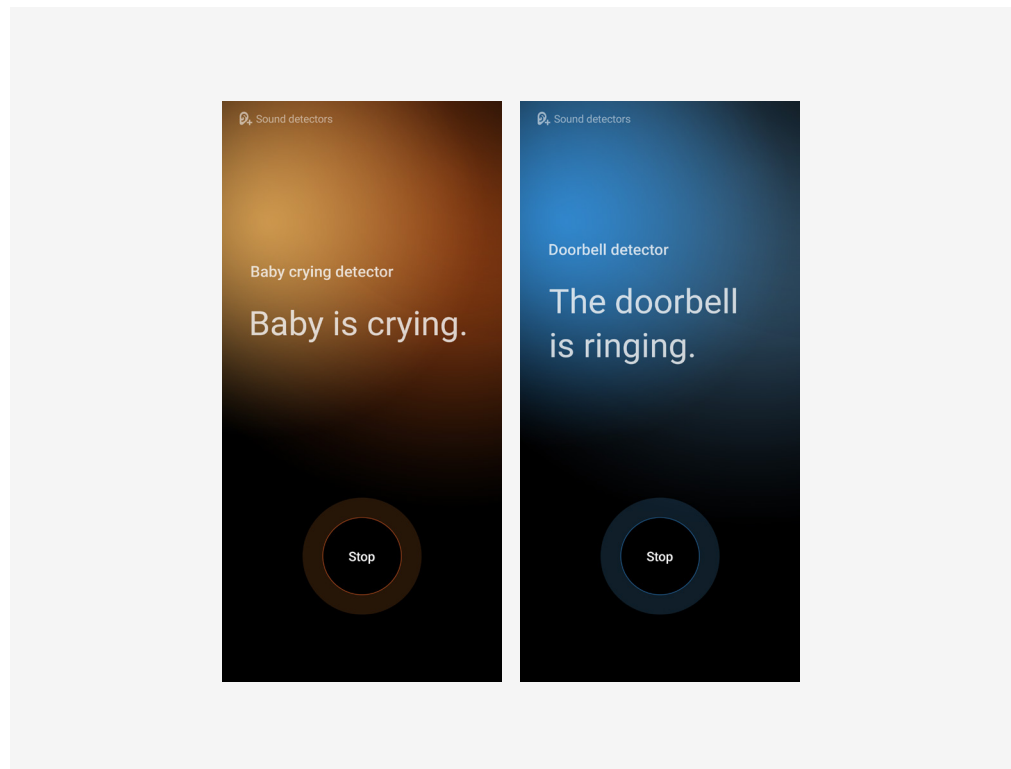 Sound detectors
Baby crying detector
Baby is crying.
Stop
Sound detectors
Doorbell detector
The doorbell
is ringing.
Stop